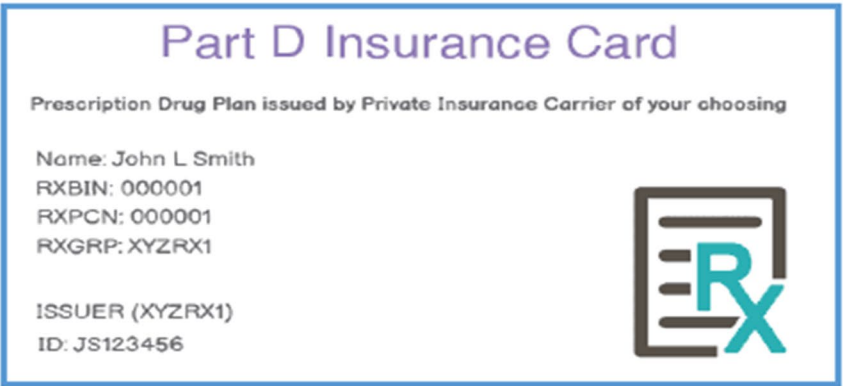 Part D Insurance Card
Prescription Drug Plan issued by Private Insurance Carrier of your choosing
Name: John L Smith
RXBIN: 000001
RXPCN: 000001
RXGRP: XYZRX1
ISSUER (XYZRX1)
ID: JS123456
RX